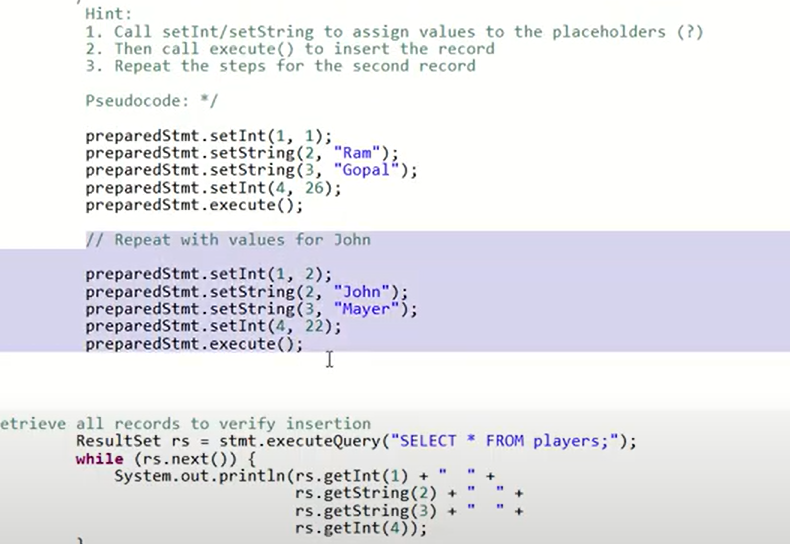 Hint:
1. Call setInt/setString to assign values to the placeholders (?)
2. Then call execute() to insert the record
3. Repeat the steps for the second record
Pseudocode: */
preparedStmt.setInt(1, 1);
preparedStmt.setString(2, "Ram");
preparedStmt.setString(3, "Gopal");
preparedStmt.setInt(4, 26);
preparedStmt.execute();
// Repeat with values for John
preparedStmt.setInt(1, 2);
preparedStmt.setString(2, "John");
preparedStmt.setString(3, "Mayer");
preparedStmt.setInt(4, 22);
preparedStmt.execute();
etrieve all records to verify insertion
ResultSet rs = stmt.executeQuery("SELECT * FROM players;");
while (rs.next()) {
System.out.println(rs.getInt(1) + "  " +
rs.getString(2) + "  " +
rs.getString(3) + "  " +
rs.getInt(4));
}